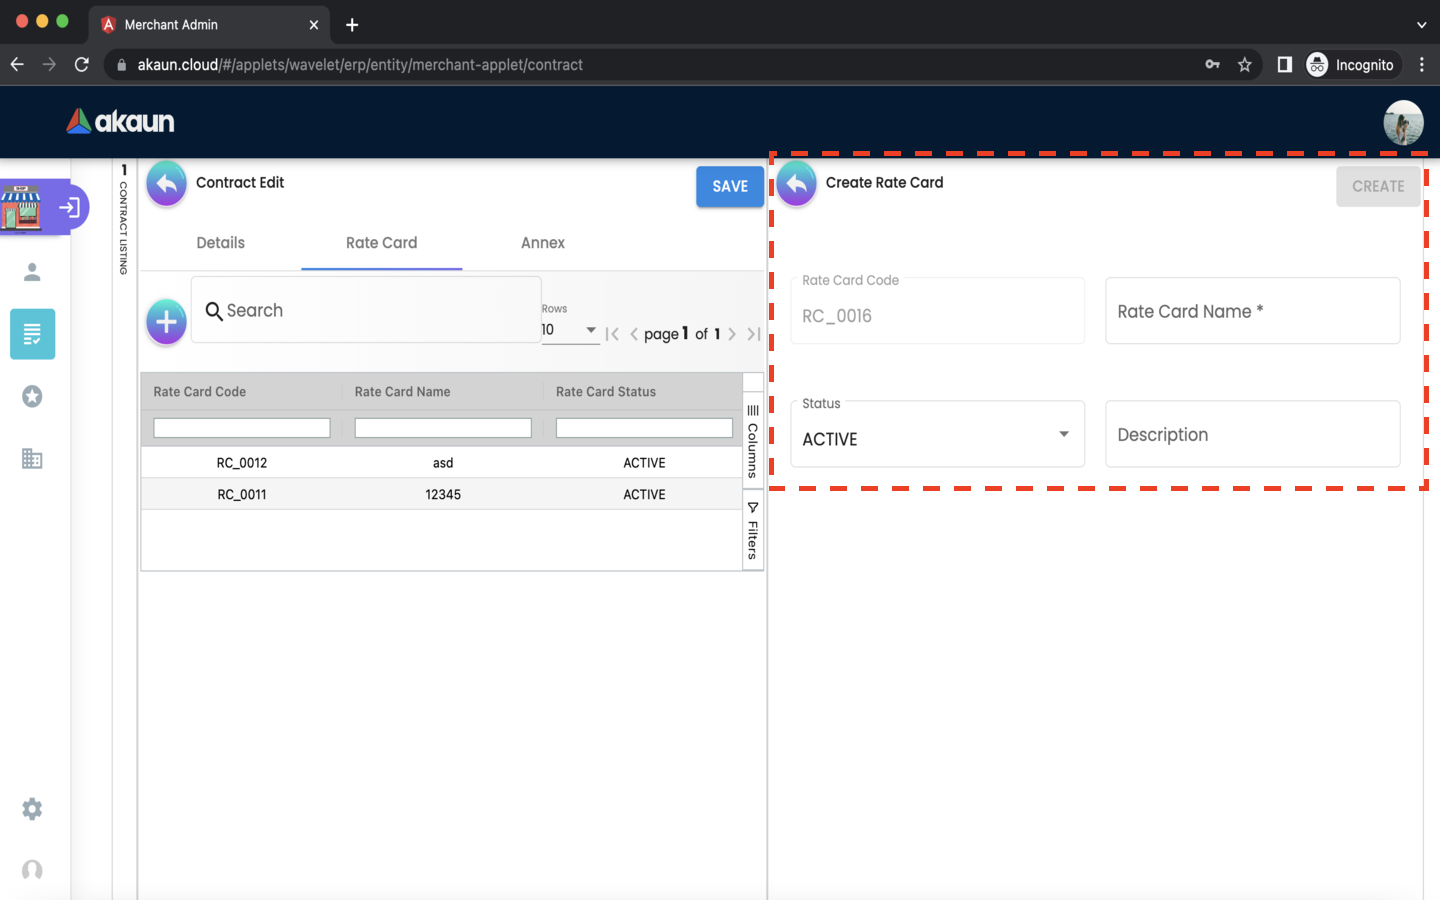 Merchant Admin
akaun.cloud/#/applets/wavelet/erp/entity/merchant-applet/contract
Incognito
akaun
SHOP
1 CONTRACT LISTING
Contract Edit
SAVE
Details Rate Card Annex
Search
Rows
10
page 1 of 1
Rate Card Code Rate Card Name Rate Card Status
RC_0012 asd ACTIVE
RC_0011 12345 ACTIVE
Columns
Filters
Create Rate Card
CREATE
Rate Card Code
RC_0016
Rate Card Name *
Status
ACTIVE
Description